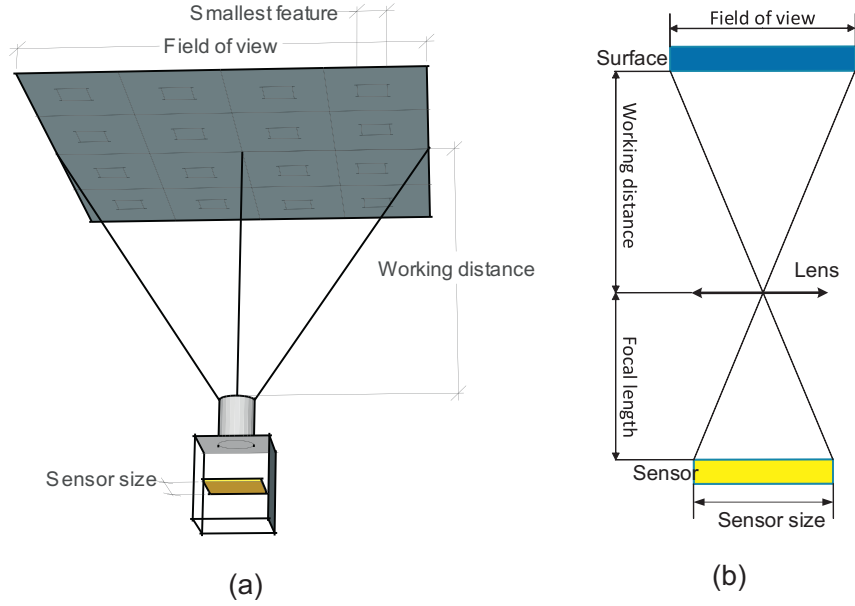 Smallest feature
Field of view
Working distance
Sensor size
(a)
Field of view
Surface
Working distance
Lens
Focal length
Sensor
Sensor size
(b)